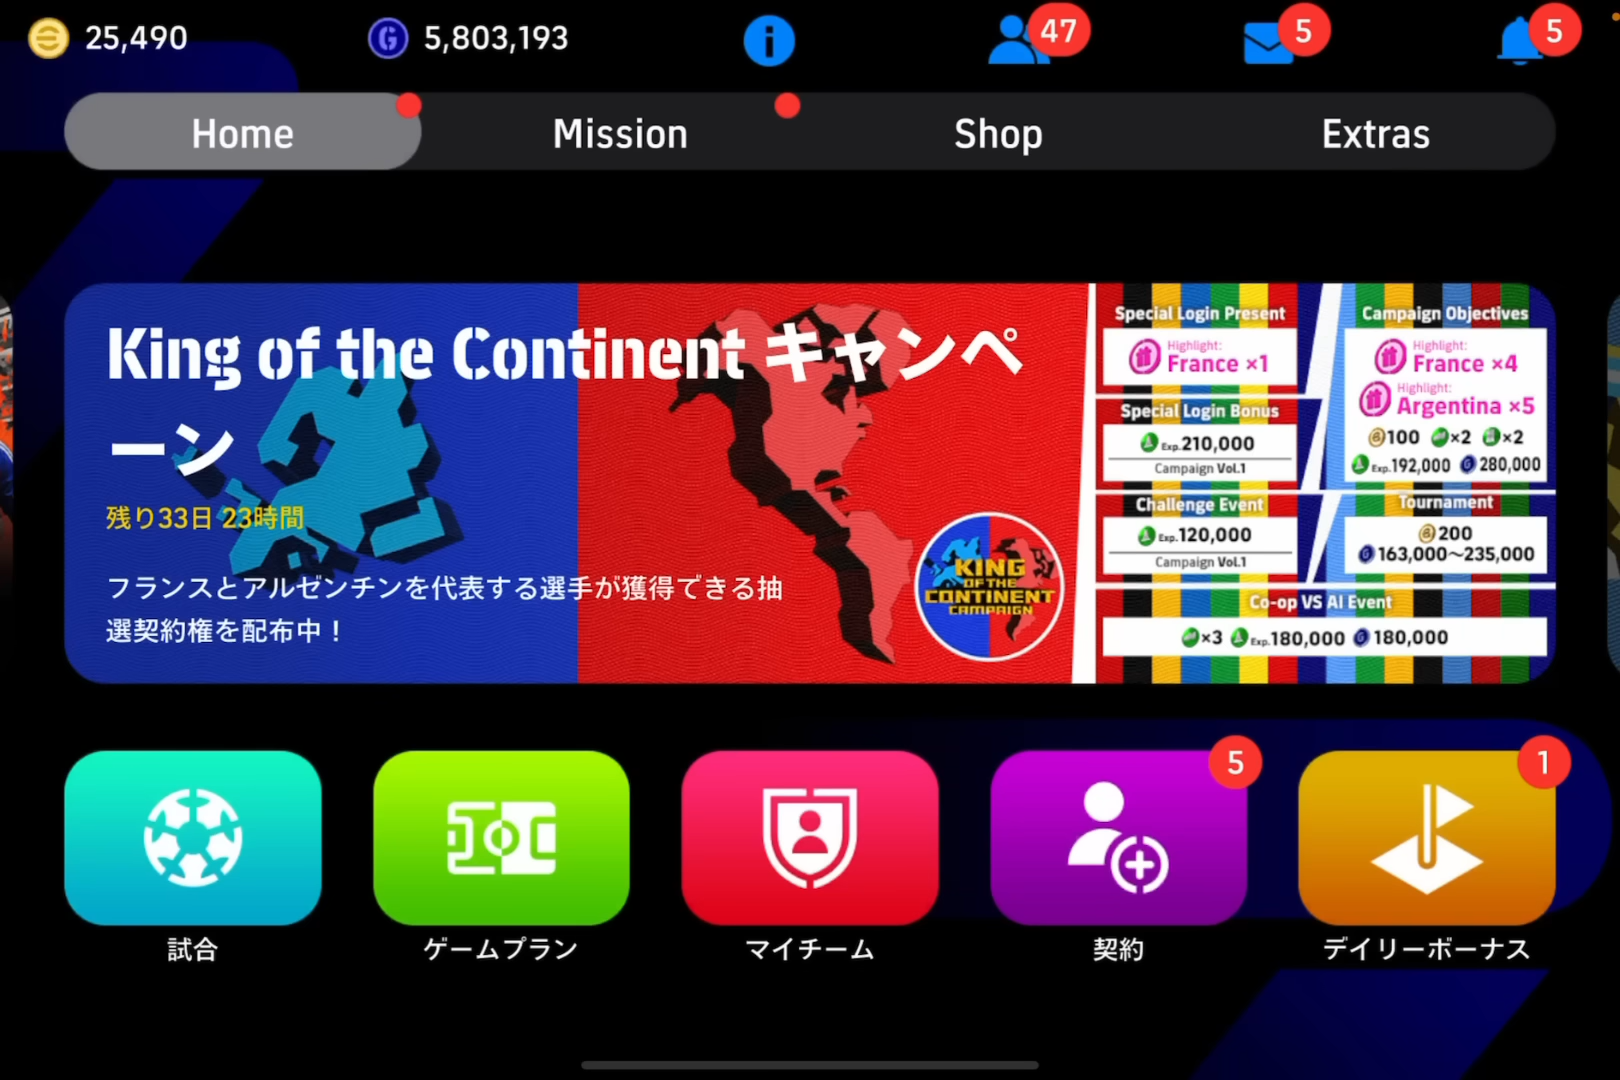 25,490
5,803,193
47
5
5
Home
Mission
Shop
Extras
King of the Continent キャンペ
ーン
残り33日 23時間
フランスとアルゼンチンを代表する選手が獲得できる抽
選契約権を配布中！
KING
OF THE
CONTINENT
CAMPAIGN
Special Login Present
Highlight:
France ×1
Special Login Bonus
Exp.210,000
Campaign Vol.1
Challenge Event
Exp.120,000
Campaign Vol.1
Campaign Objectives
Highlight:
France ×4
Highlight:
Argentina ×5
100 ×2 ×2
Exp.192,000 280,000
Tournament
200
163,000〜235,000
Co-op VS AI Event
×3 Exp.180,000 180,000
試合
ゲームプラン
マイチーム
5
契約
1
デイリーボーナス